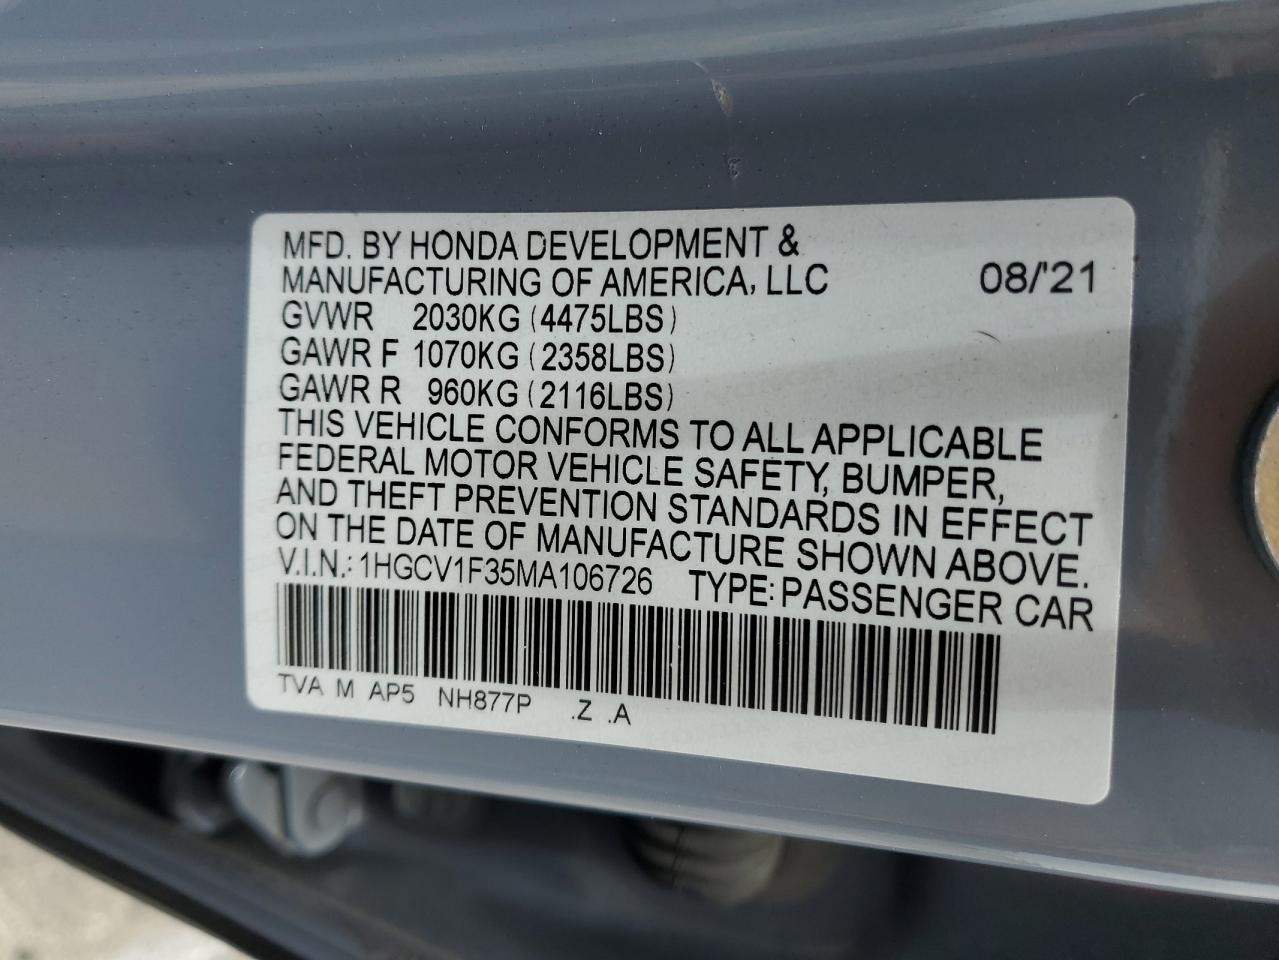 MFD. BY HONDA DEVELOPMENT &
MANUFACTURING OF AMERICA, LLC 08/'21
GVWR 2030KG (4475LBS)
GAWR F 1070KG (2358LBS)
GAWR R 960KG (2116LBS)
THIS VEHICLE CONFORMS TO ALL APPLICABLE
FEDERAL MOTOR VEHICLE SAFETY, BUMPER,
AND THEFT PREVENTION STANDARDS IN EFFECT
ON THE DATE OF MANUFACTURE SHOWN ABOVE.
V.I.N.: 1HGCV1F35MA106726 TYPE: PASSENGER CAR
TVA M AP5 NH877P .Z .A